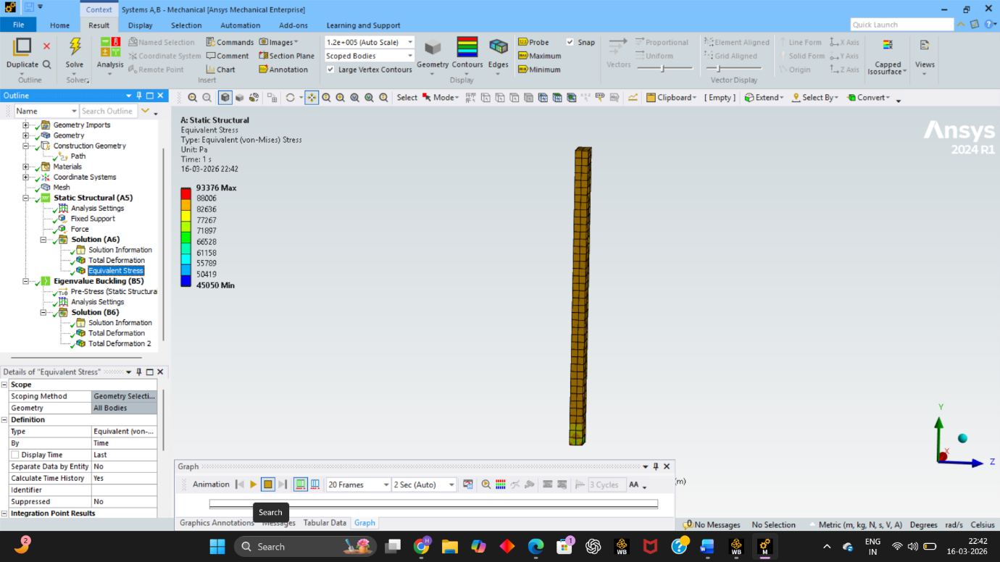 Context
Systems A,B - Mechanical [Ansys Mechanical Enterprise]
File
Home
Result
Display
Selection
Automation
Add-ons
Learning and Support
Quick Launch
Duplicate
Outline
Solve
Solver
Analysis
Named Selection
Coordinate System
Remote Point
Commands
Comment
Chart
Images
Section Plane
Annotation
Insert
1.2e+005 (Auto Scale)
Scoped Bodies
Large Vertex Contours
Geometry
Contours
Edges
Display
Probe
Maximum
Minimum
Snap
Vectors
Proportional
Uniform
Element Aligned
Grid Aligned
Line Form
Solid Form
Origin
X Axis
Y Axis
Z Axis
Vector Display
Capped
Isosurface
Views
Outline
Name
Search Outline
Select
Mode
Clipboard
[ Empty ]
Extend
Select By
Convert
Geometry Imports
Geometry
Construction Geometry
Path
Materials
Coordinate Systems
Mesh
Static Structural (A5)
Analysis Settings
Fixed Support
Force
Solution (A6)
Solution Information
Total Deformation
Equivalent Stress
Eigenvalue Buckling (B5)
T=0
Pre-Stress (Static Structura
Analysis Settings
Solution (B6)
Solution Information
Total Deformation
Total Deformation 2
A: Static Structural
Equivalent Stress
Type: Equivalent (von-Mises) Stress
Unit: Pa
Time: 1 s
16-03-2026 22:42
93376 Max
88006
82636
77267
71897
66528
61158
55789
50419
45050 Min
Ansys
2024 R1
Y
X
Z
(m)
Details of "Equivalent Stress"
Scope
Scoping Method Geometry Selecti...
Geometry All Bodies
Definition
Type Equivalent (von-...
By Time
Display Time Last
Separate Data by Entity No
Calculate Time History Yes
Identifier
Suppressed No
Integration Point Results
Graph
Animation
20 Frames
2 Sec (Auto)
3 Cycles
AA
Search
Graphics Annotations
Messages
Tabular Data
Graph
0 No Messages
No Selection
Metric (m, kg, N, s, V, A)
Degrees
rad/s
Celsius
2
Search
H
1
WB
W
WB
M
ENG
IN
22:42
16-03-2026